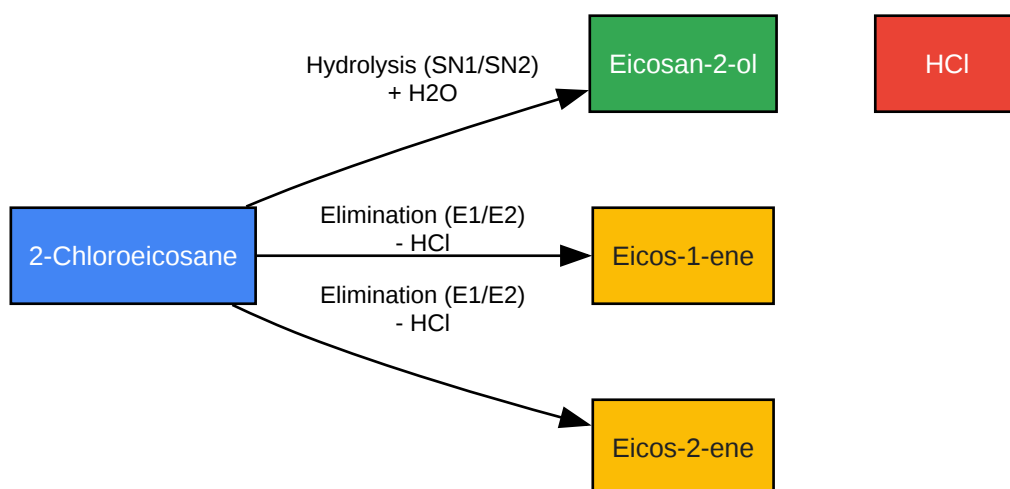 Hydrolysis (SN1/SN2)
+ H2O
Eicosan-2-ol
HCl
2-Chloroeicosane
Elimination (E1/E2)
- HCl
Eicos-1-ene
Elimination (E1/E2)
- HCl
Eicos-2-ene